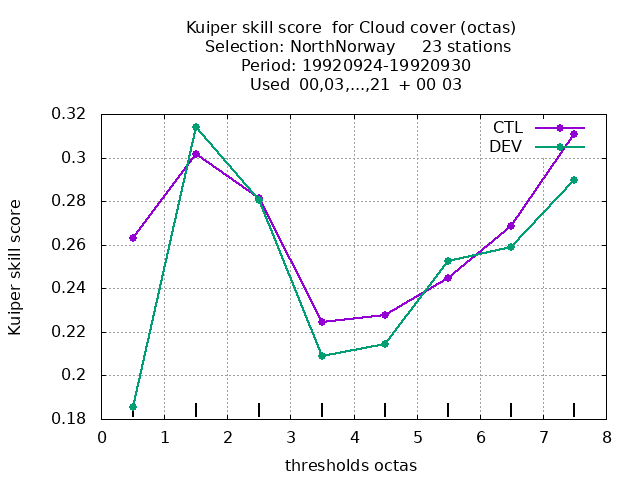 Kuiper skill score  for Cloud cover (octas)
Selection: NorthNorway     23 stations
Period: 19920924-19920930
Used  00,03,...,21  + 00 03
CTL
DEV
0.32
0.3
0.28
0.26
0.24
0.22
0.2
0.18
Kuiper skill score
0 1 2 3 4 5 6 7 8
thresholds octas